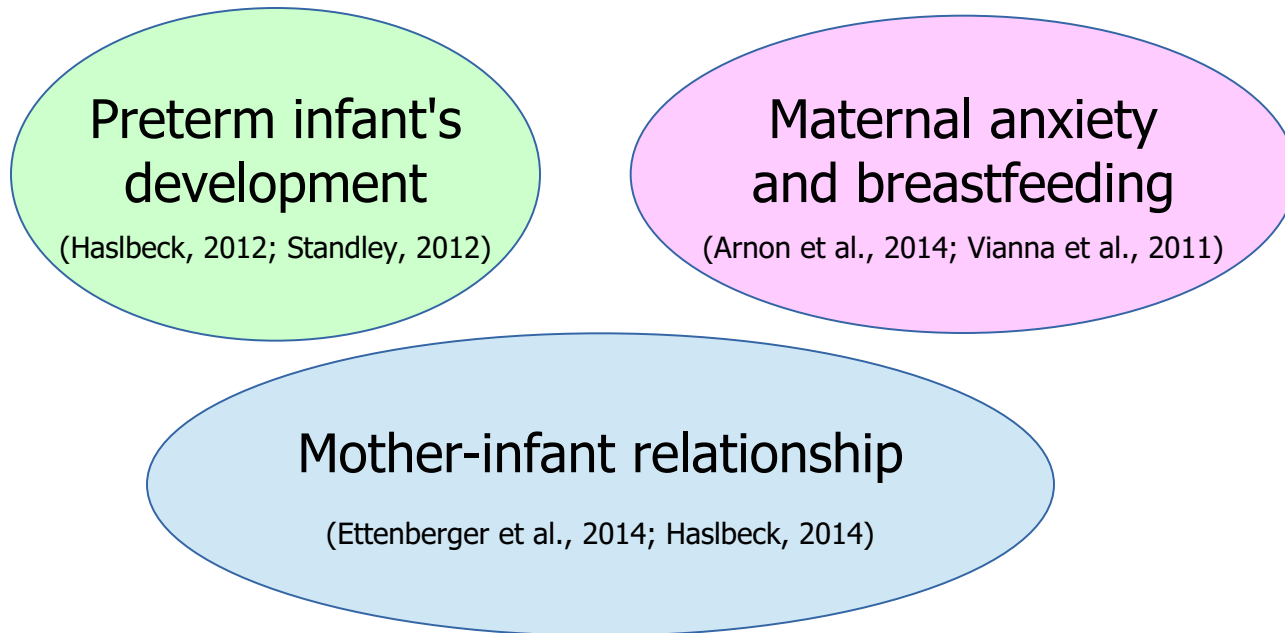 Preterm infant's
development
(Haslbeck, 2012; Standley, 2012)
Maternal anxiety
and breastfeeding
(Arnon et al., 2014; Vianna et al., 2011)
Mother-infant relationship
(Ettenberger et al., 2014; Haslbeck, 2014)